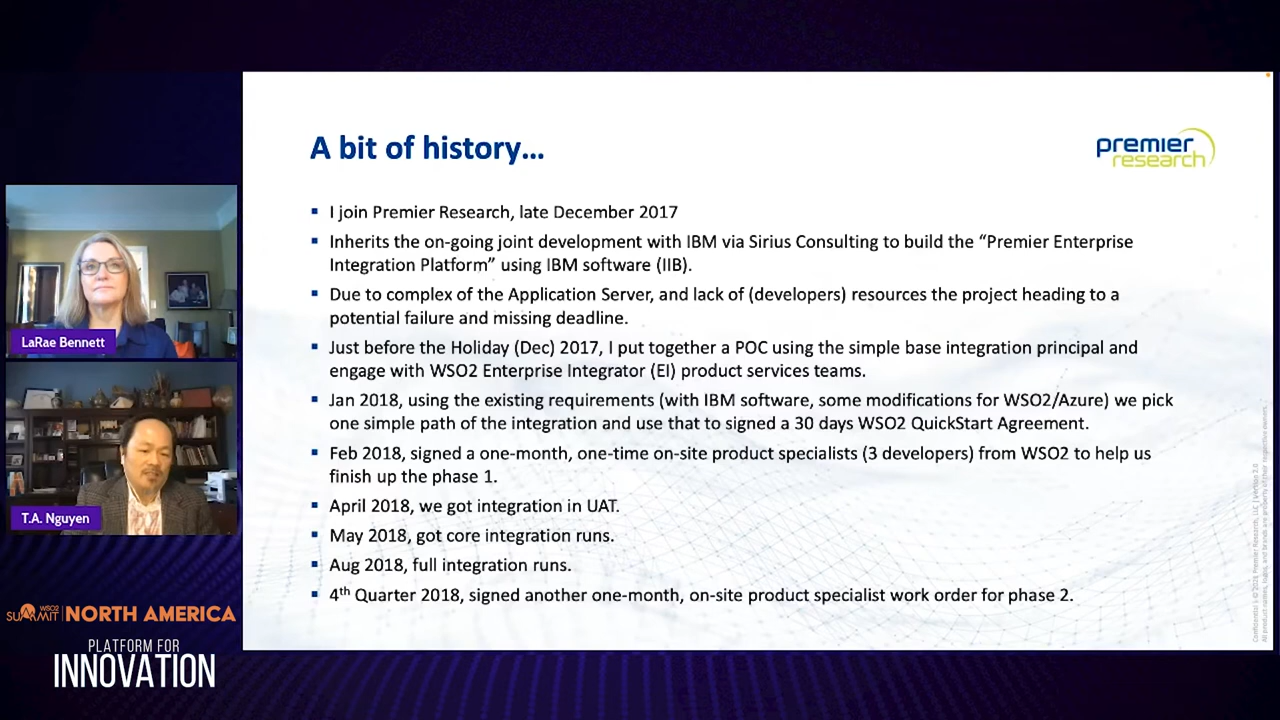 A bit of history...
premier
research
▪ I join Premier Research, late December 2017
▪ Inherits the on-going joint development with IBM via Sirius Consulting to build the “Premier Enterprise
Integration Platform” using IBM software (IIB).
▪ Due to complex of the Application Server, and lack of (developers) resources the project heading to a
potential failure and missing deadline.
▪ Just before the Holiday (Dec) 2017, I put together a POC using the simple base integration principal and
engage with WSO2 Enterprise Integrator (EI) product services teams.
▪ Jan 2018, using the existing requirements (with IBM software, some modifications for WSO2/Azure) we pick
one simple path of the integration and use that to signed a 30 days WSO2 QuickStart Agreement.
▪ Feb 2018, signed a one-month, one-time on-site product specialists (3 developers) from WSO2 to help us
finish up the phase 1.
▪ April 2018, we got integration in UAT.
▪ May 2018, got core integration runs.
▪ Aug 2018, full integration runs.
▪ 4th Quarter 2018, signed another one-month, on-site product specialist work order for phase 2.
LaRae Bennett
T.A. Nguyen
WSO2
SUMMIT NORTH AMERICA
PLATFORM FOR
INNOVATION